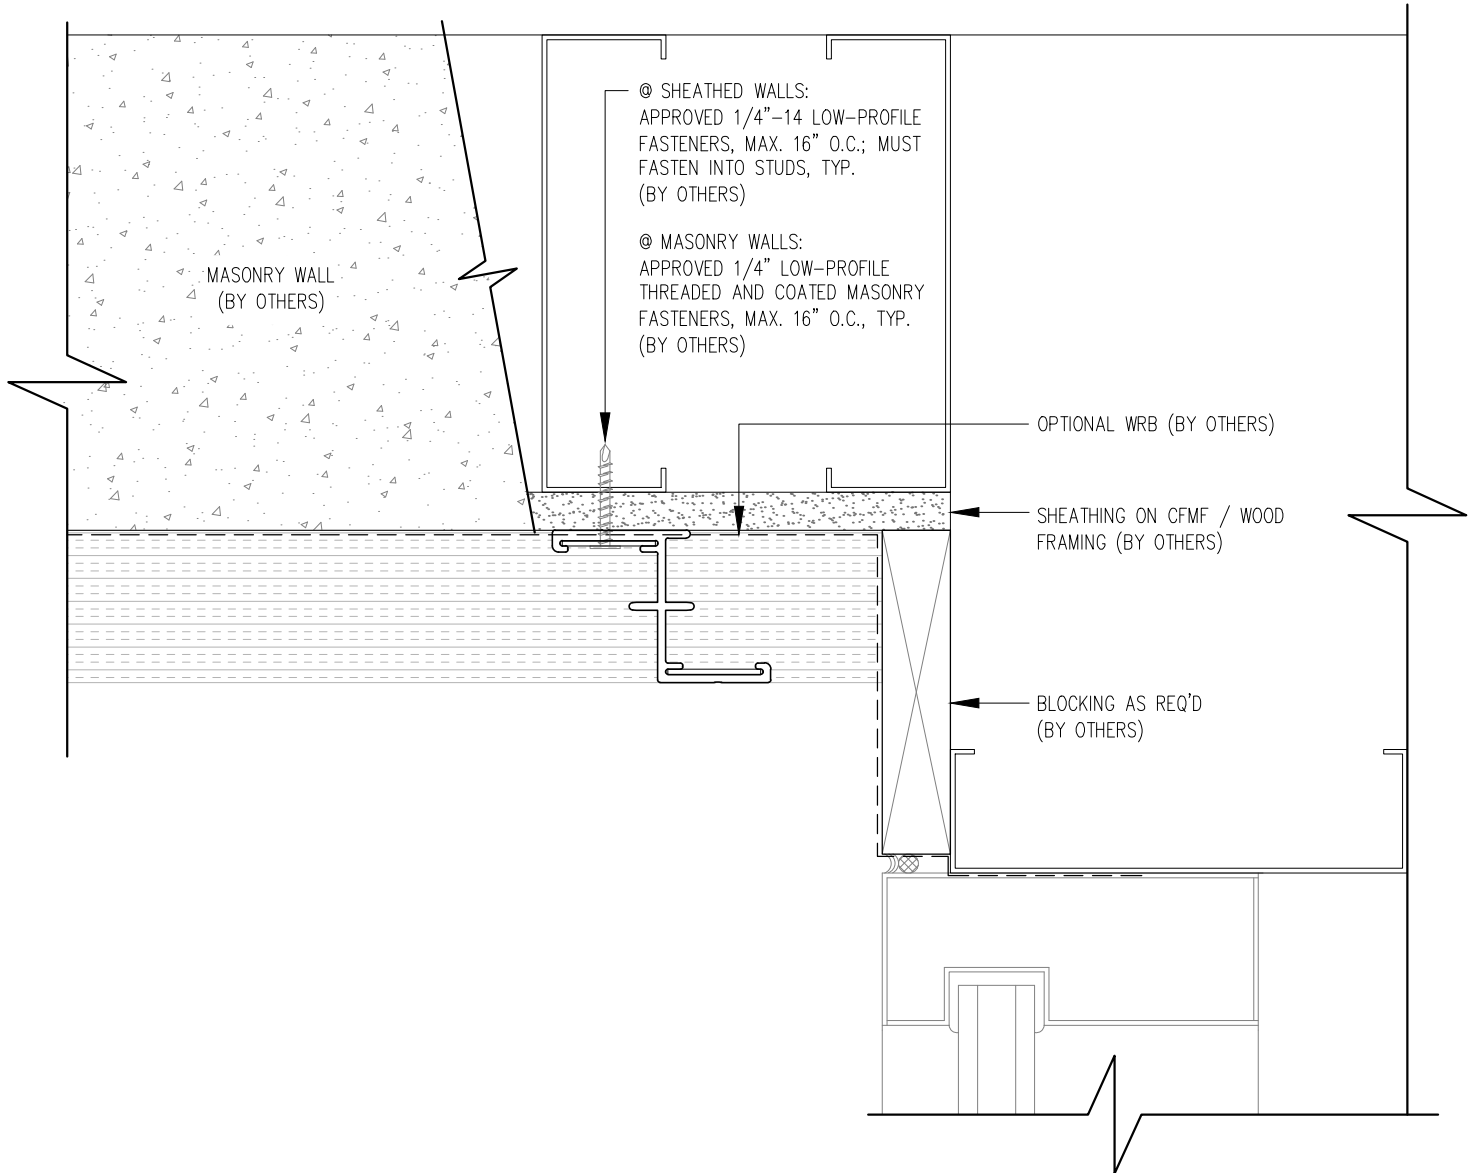 @ SHEATHED WALLS:
APPROVED 1/4"-14 LOW-PROFILE
FASTENERS, MAX. 16" O.C.; MUST
FASTEN INTO STUDS, TYP.
(BY OTHERS)
@ MASONRY WALLS:
APPROVED 1/4" LOW-PROFILE
THREADED AND COATED MASONRY
FASTENERS, MAX. 16" O.C., TYP.
(BY OTHERS)
MASONRY WALL
(BY OTHERS)
OPTIONAL WRB (BY OTHERS)
SHEATHING ON CFMF / WOOD
FRAMING (BY OTHERS)
BLOCKING AS REQ'D
(BY OTHERS)